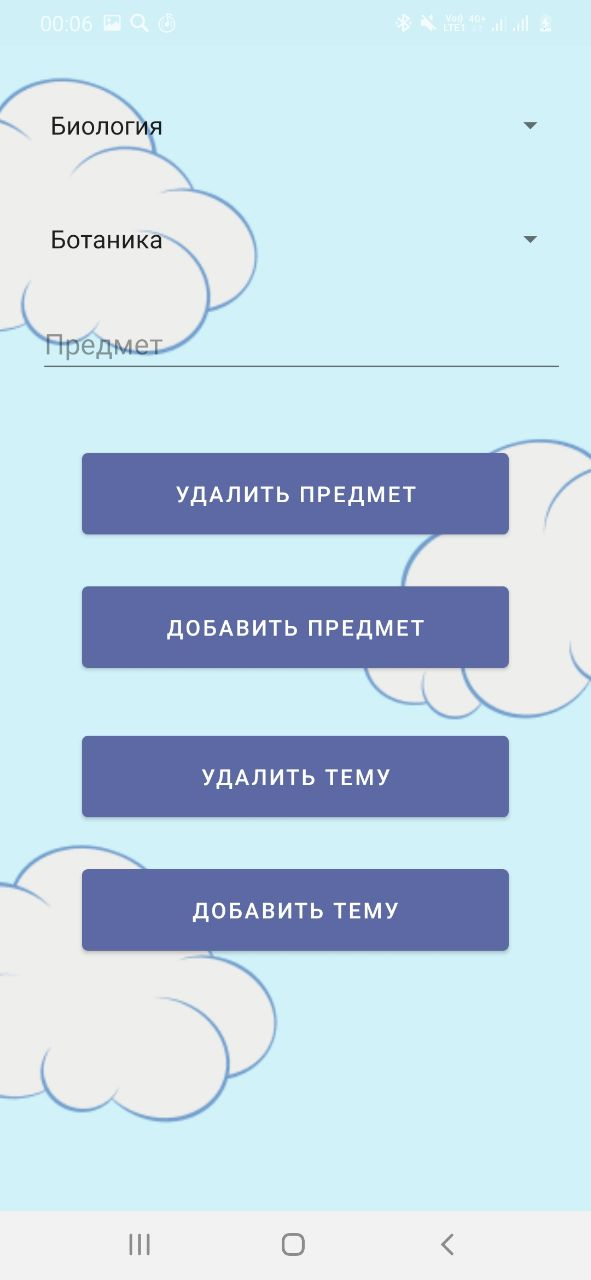 00:06
Биология
Ботаника
Предмет
УДАЛИТЬ ПРЕДМЕТ
ДОБАВИТЬ ПРЕДМЕТ
УДАЛИТЬ ТЕМУ
ДОБАВИТЬ ТЕМУ